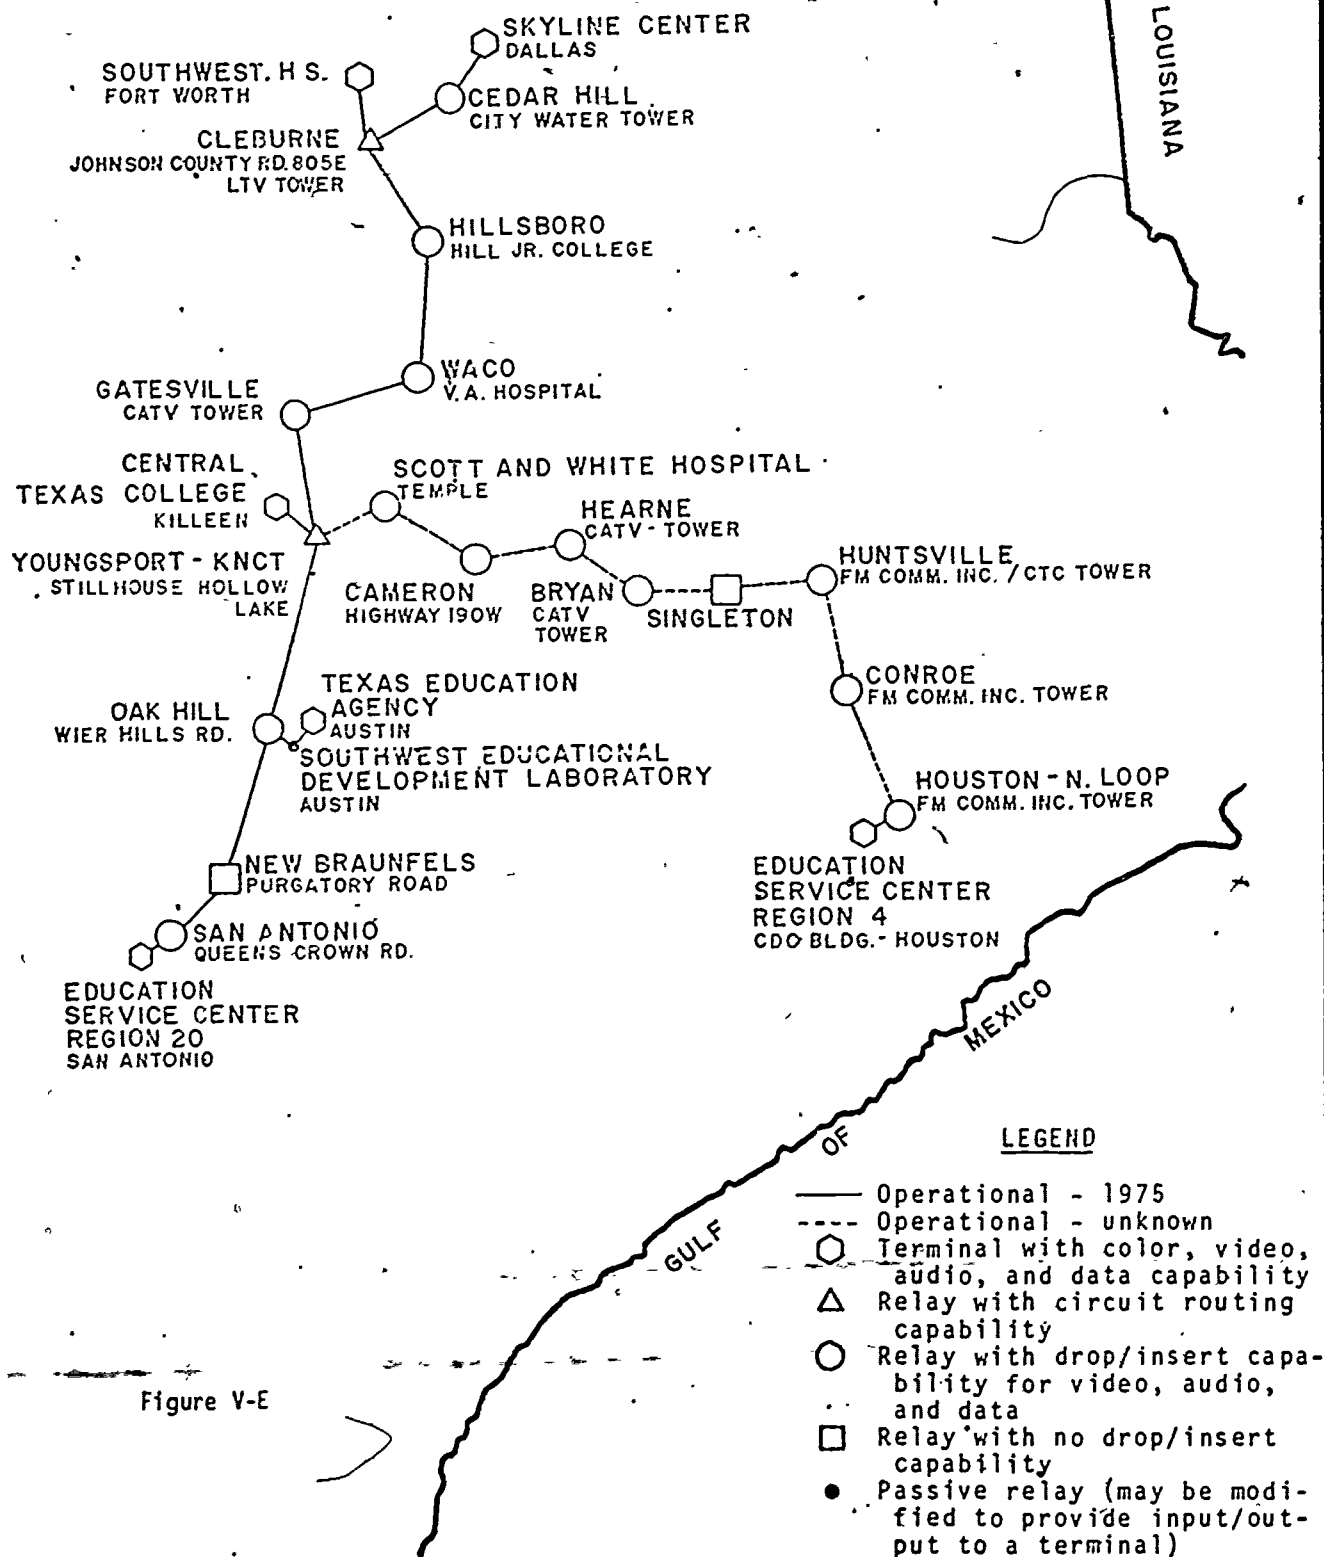 SKYLINE CENTER
DALLAS
SOUTHWEST. H S.
FORT WORTH
CEDAR HILL
CITY WATER TOWER
CLEBURNE
JOHNSON COUNTY RD. 805E
LTV TOWER
HILLSBORO
HILL JR. COLLEGE
LOUISIANA
WACO
V.A. HOSPITAL
GATESVILLE
CATV TOWER
CENTRAL
TEXAS COLLEGE
KILLEEN
SCOTT AND WHITE HOSPITAL
TEMPLE
HEARNE
CATV - TOWER
YOUNGSPORT - KNCT
STILLHOUSE HOLLOW
LAKE
CAMERON
HIGHWAY 190W
BRYAN
CATV
TOWER
SINGLETON
HUNTSVILLE
FM COMM. INC. / CTC TOWER
CONROE
FM COMM. INC. TOWER
TEXAS EDUCATION
AGENCY
AUSTIN
OAK HILL
WIER HILLS RD.
SOUTHWEST EDUCATIONAL
DEVELOPMENT LABORATORY
AUSTIN
HOUSTON - N. LOOP
FM COMM. INC. TOWER
EDUCATION
SERVICE CENTER
REGION 4
CDO BLDG. - HOUSTON
NEW BRAUNFELS
PURGATORY ROAD
SAN ANTONIO
QUEENS CROWN RD.
EDUCATION
SERVICE CENTER
REGION 20
SAN ANTONIO
GULF OF MEXICO
LEGEND
Operational - 1975
Operational - unknown
Terminal with color, video,
audio, and data capability
Relay with circuit routing
capability
Relay with drop/insert capa-
bility for video, audio,
and data
Relay with no drop/insert
capability
Passive relay (may be modi-
fied to provide input/out-
put to a terminal)
Figure V-E